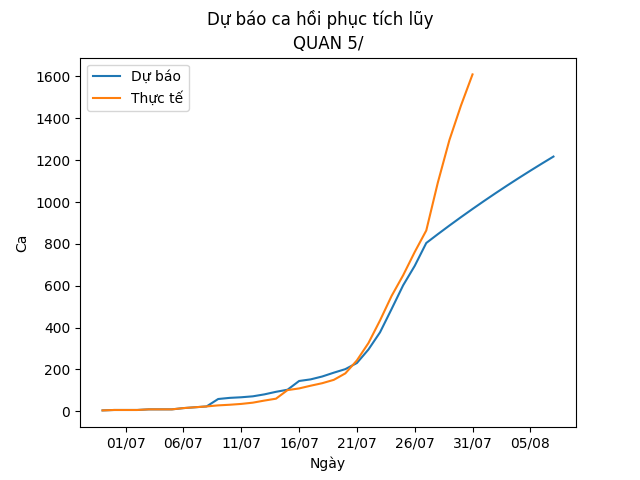 Dự báo ca hồi phục tích lũy
QUAN 5/
Dự báo
Thực tế
Ca
1600
1400
1200
1000
800
600
400
200
0
01/07 06/07 11/07 16/07 21/07 26/07 31/07 05/08
Ngày